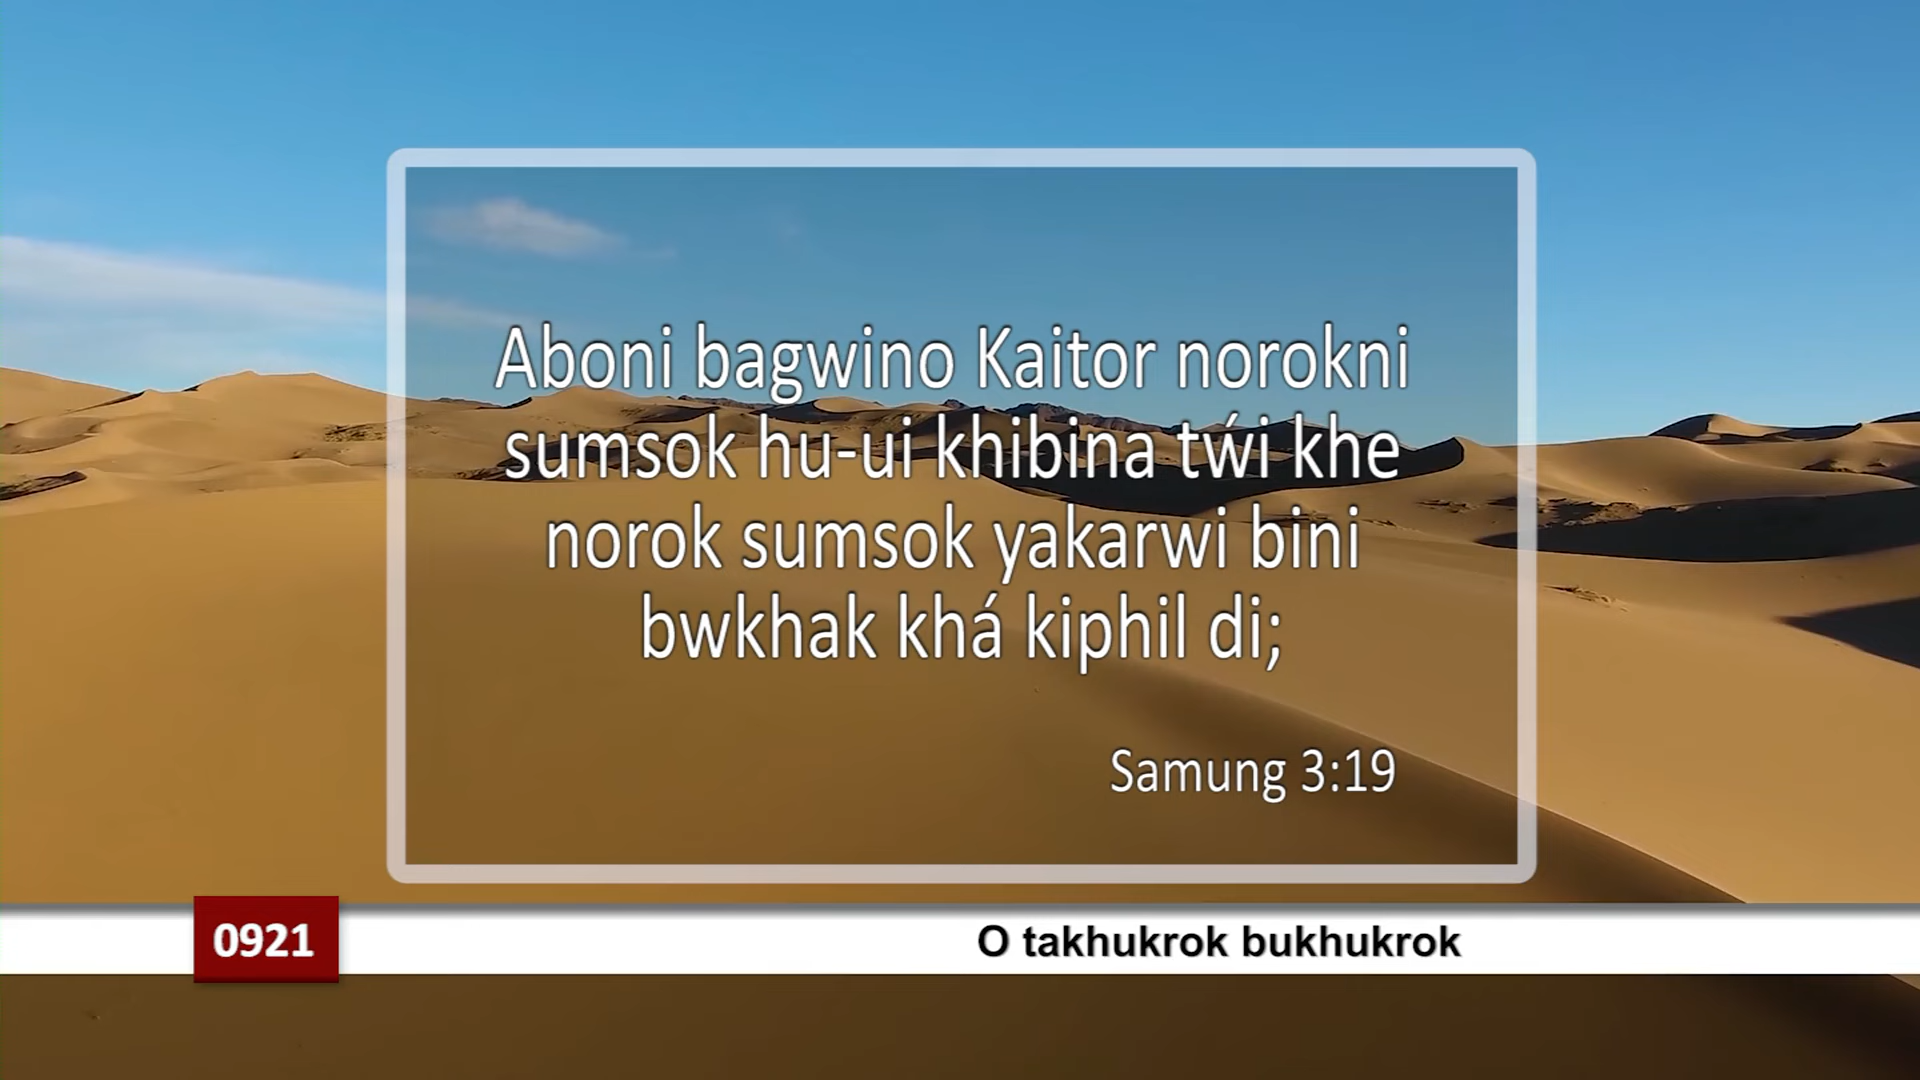 Aboni bagwino Kaitor norokni
sumsok hu-ui khibina tẃi khe
norok sumsok yakarwi bini
bwkhak khá kiphil di;
Samung 3:19
0921
O takhukrok bukhukrok